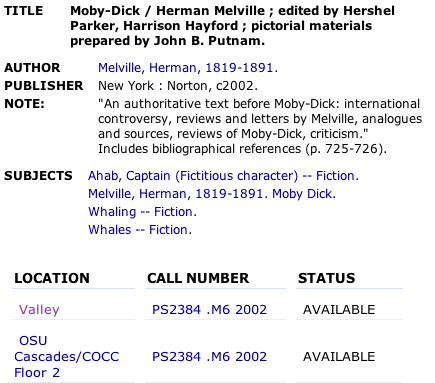 TITLE Moby-Dick / Herman Melville ; edited by Hershel
Parker, Harrison Hayford ; pictorial materials
prepared by John B. Putnam.
AUTHOR Melville, Herman, 1819-1891.
PUBLISHER New York : Norton, c2002.
NOTE: "An authoritative text before Moby-Dick: international
controversy, reviews and letters by Melville, analogues
and sources, reviews of Moby-Dick, criticism."
Includes bibliographical references (p. 725-726).
SUBJECTS Ahab, Captain (Fictitious character) -- Fiction.
Melville, Herman, 1819-1891. Moby Dick.
Whaling -- Fiction.
Whales -- Fiction.
LOCATION CALL NUMBER STATUS
Valley PS2384 .M6 2002 AVAILABLE
OSU
Cascades/COCC PS2384 .M6 2002 AVAILABLE
Floor 2